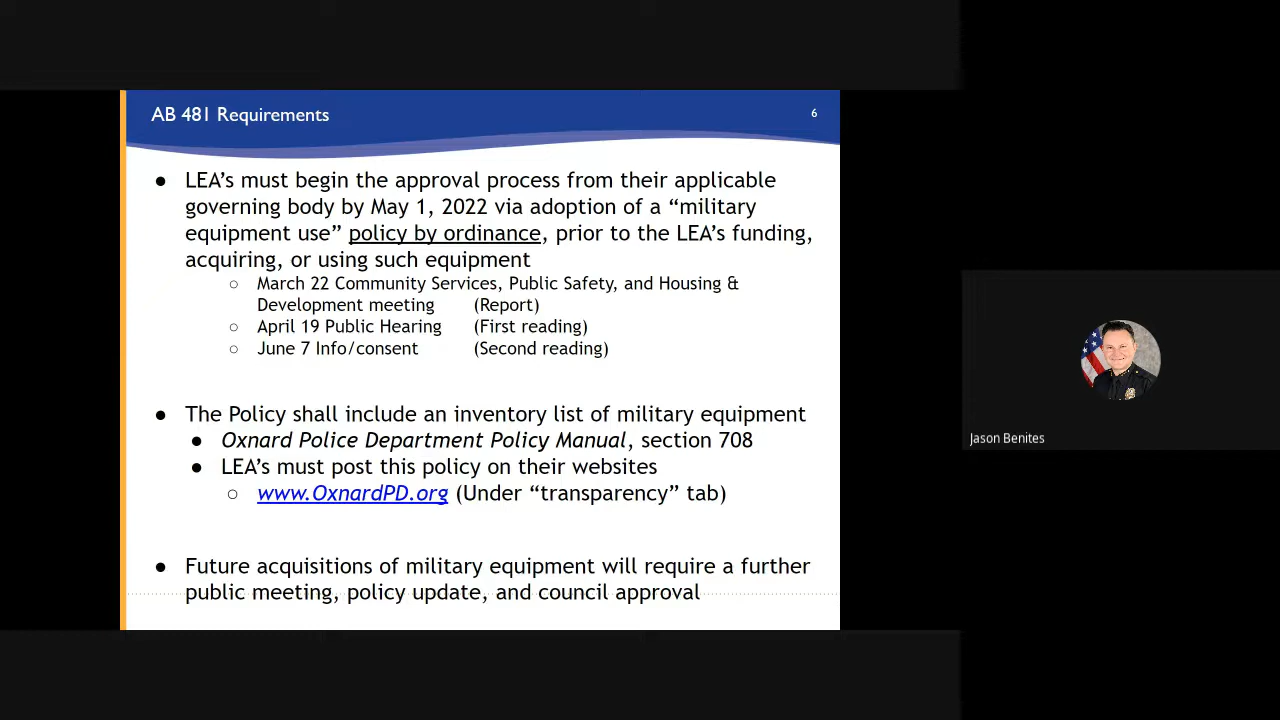 AB 481 Requirements
6
● LEA’s must begin the approval process from their applicable
governing body by May 1, 2022 via adoption of a “military
equipment use” policy by ordinance, prior to the LEA’s funding,
acquiring, or using such equipment
○ March 22 Community Services, Public Safety, and Housing &
Development meeting (Report)
○ April 19 Public Hearing (First reading)
○ June 7 Info/consent (Second reading)
● The Policy shall include an inventory list of military equipment
● Oxnard Police Department Policy Manual, section 708
● LEA’s must post this policy on their websites
○ www.OxnardPD.org (Under “transparency” tab)
● Future acquisitions of military equipment will require a further
public meeting, policy update, and council approval
Jason Benites